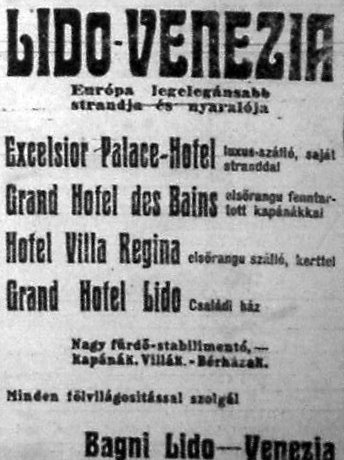 LIDO-VENEZIA
Európa legelegánsabb
strandja és nyaralója
Excelsior Palace-Hotel luxus-szálló, saját
stranddal
Grand Hotel des Bains elsőrangu fenntar-
tott kapánákkal
Hotel Villa Regina elsőrangu szálló, kerttel
Grand Hotel Lido Családi ház
Nagy fürdő-stabilimentó,—
Kapánák. Villák. - Bérházak.
Minden fölvilágositással szolgál
Bagni Lido—Venezia